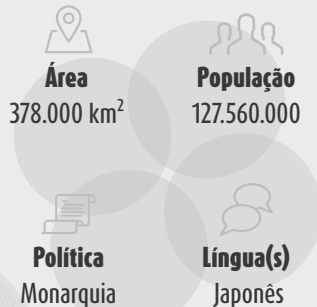 Área
378.000 km²
População
127.560.000
Política
Monarquia
Língua(s)
Japonês